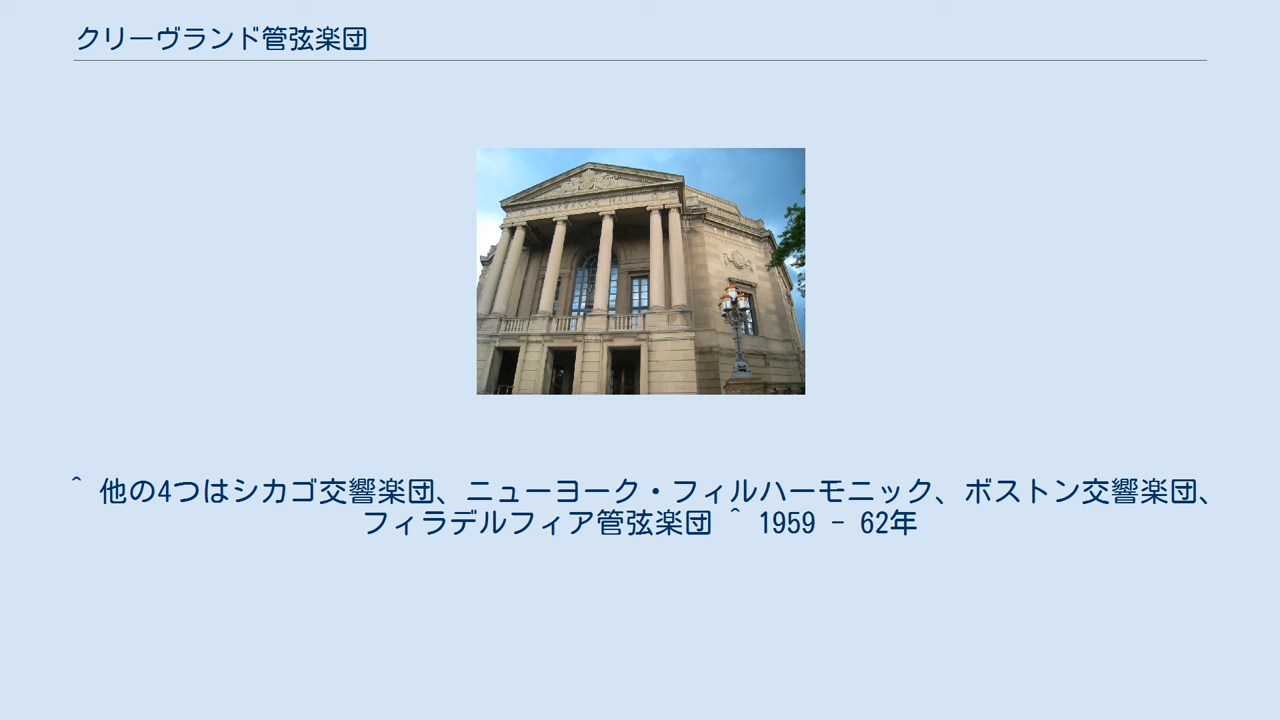 クリーヴランド管弦楽団
^ 他の4つはシカゴ交響楽団、ニューヨーク・フィルハーモニック、ボストン交響楽団、
フィラデルフィア管弦楽団 ^ 1959 - 62年